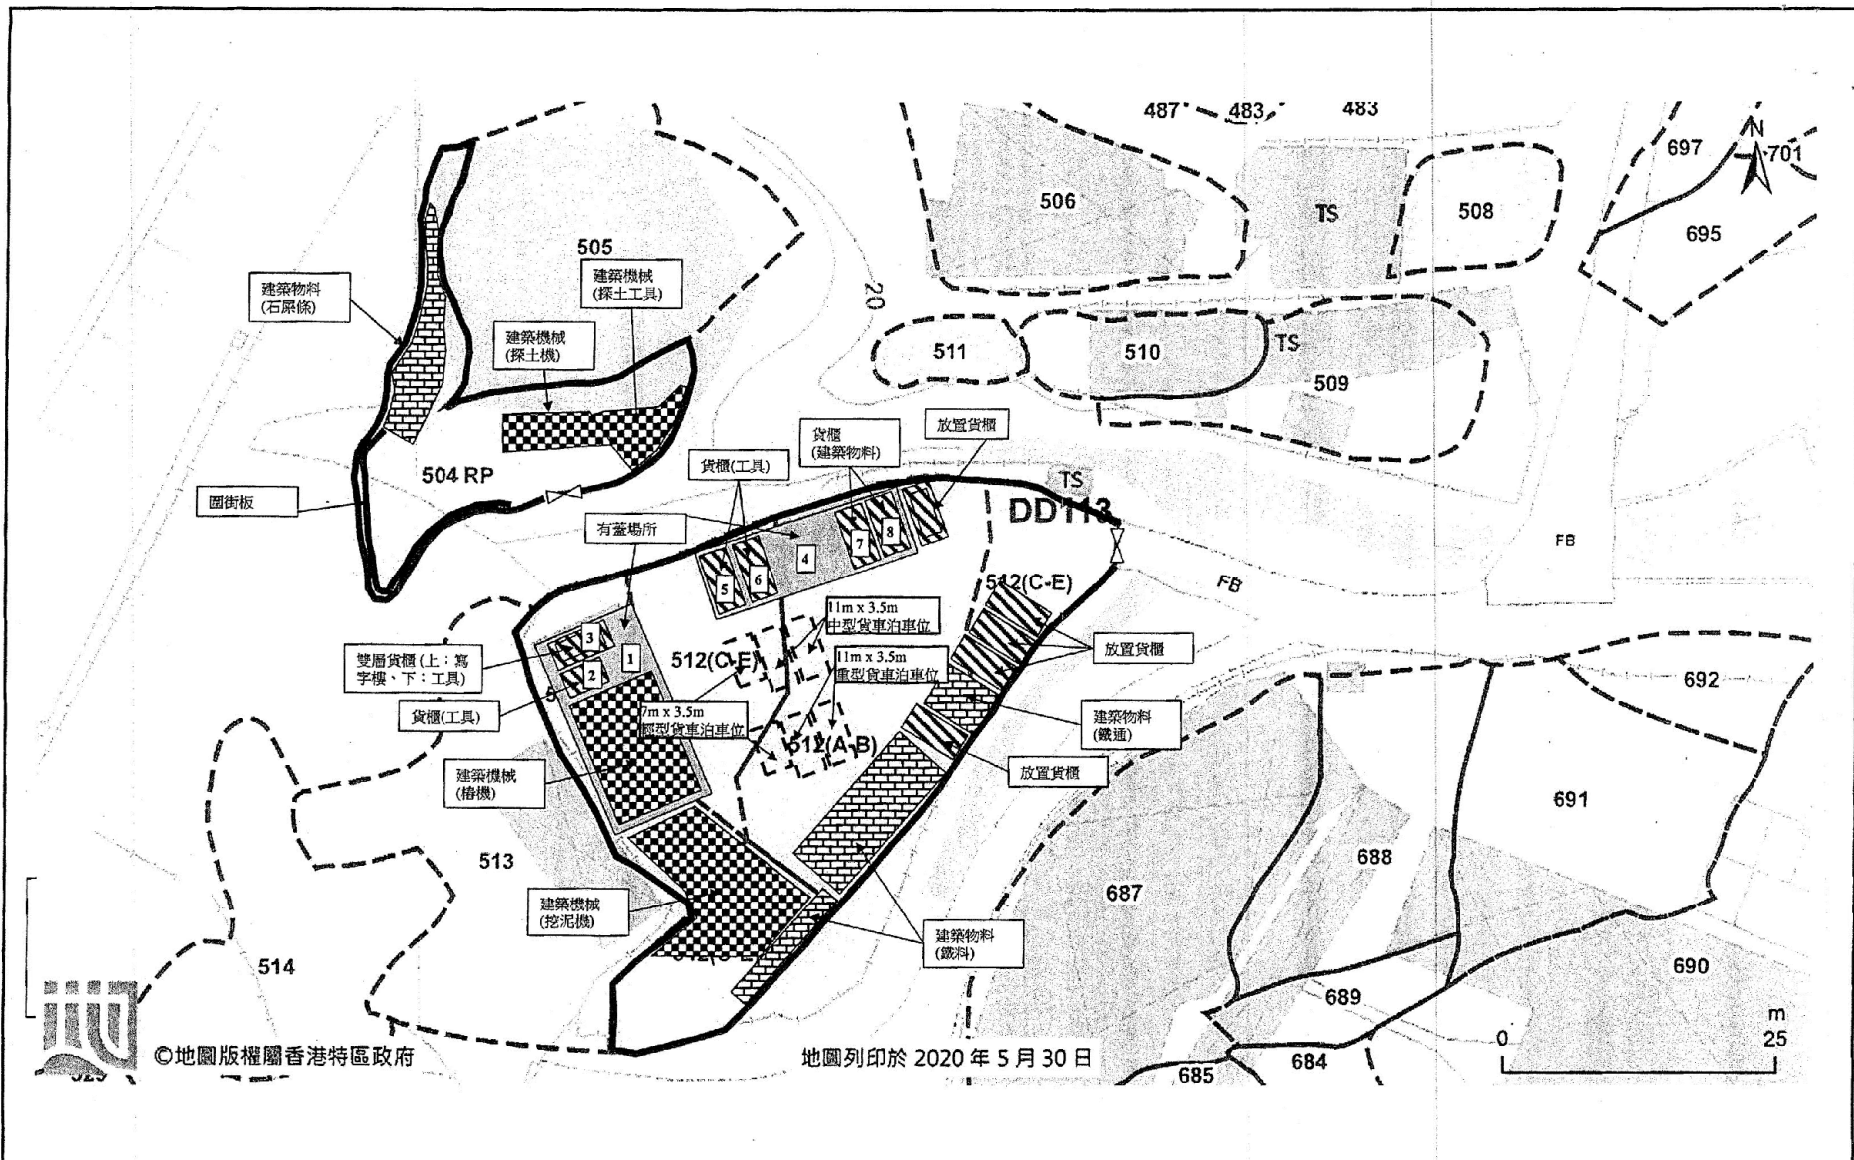 487
483
483
N
697
701
506
TS
508
695
505
建築機械
(探土工具)
建築物料
(石屎條)
20
建築機械
(探土機)
511
510
TS
509
貨櫃
(建築物料)
放置貨櫃
貨櫃(工具)
504 RP
圍街板
TS
DD113
有蓋場所
7
8
4
5
6
FB
FB
512(C-E)
11m x 3.5m
中型貨車泊車位
3
1
2
雙層貨櫃 (上：寫
字樓、下：工具)
512(C-E)
11m x 3.5m
重型貨車泊車位
放置貨櫃
692
貨櫃(工具)
7m x 3.5m
輕型貨車泊車位
512(A-B)
建築物料
(鐵通)
建築機械
(樁機)
放置貨櫃
691
513
688
687
建築機械
(挖泥機)
建築物料
(鐵料)
514
690
689
m
0
25
©地圖版權屬香港特區政府
地圖列印於 2020 年 5 月 30 日
684
685